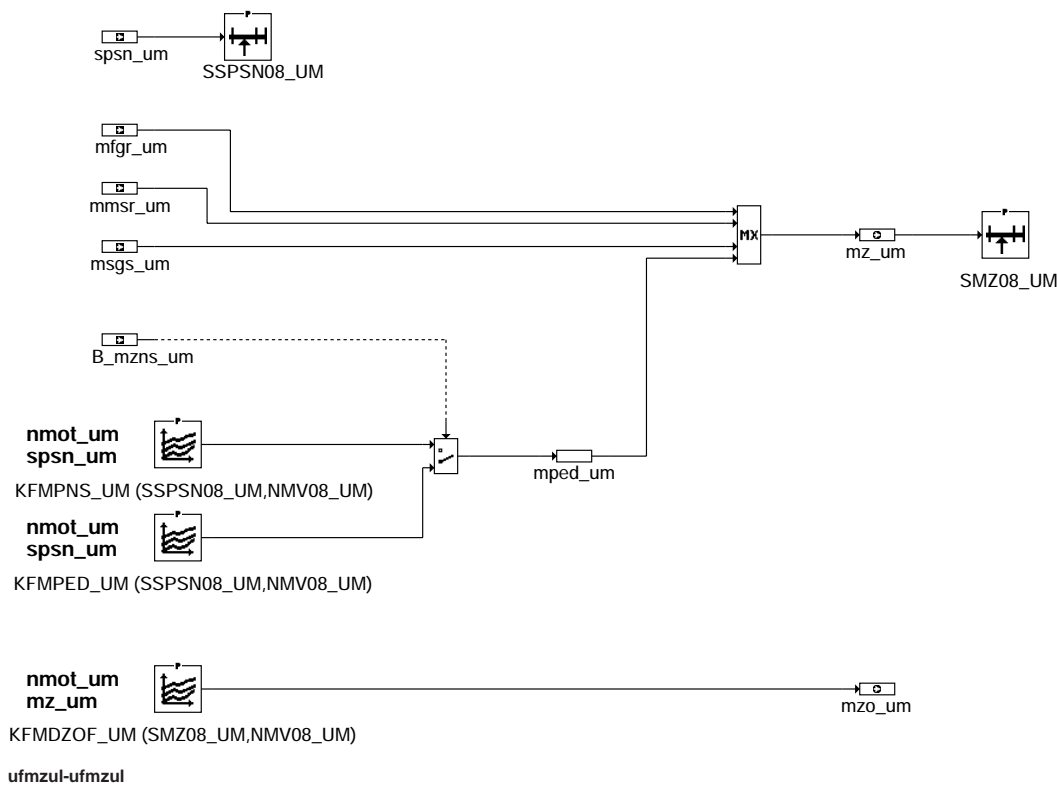 P
spsn_um
SSPSN08_UM
mfgr_um
mmsr_um
msgs_um
MX
mz_um
P
SMZ08_UM
B_mzns_um
nmot_um
spsn_um
P
mped_um
KFMPNS_UM (SSPSN08_UM,NMV08_UM)
nmot_um
spsn_um
P
KFMPED_UM (SSPSN08_UM,NMV08_UM)
nmot_um
mz_um
P
mzo_um
KFMDZOF_UM (SMZ08_UM,NMV08_UM)
ufmzul-ufmzul